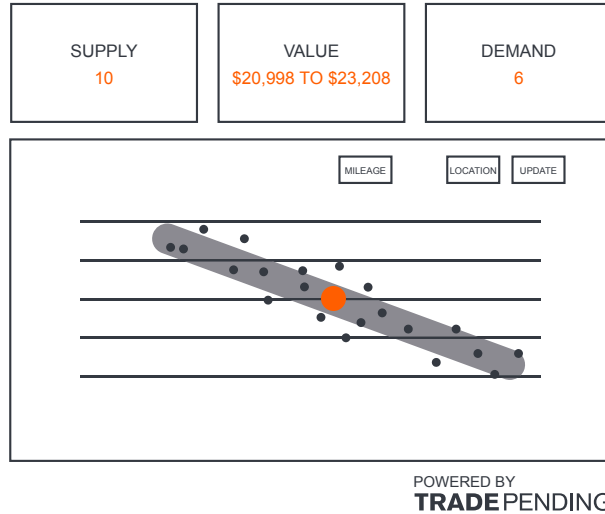 SUPPLY
10
VALUE
$20,998 TO $23,208
DEMAND
6
MILEAGE
LOCATION
UPDATE
POWERED BY
TRADEPENDING